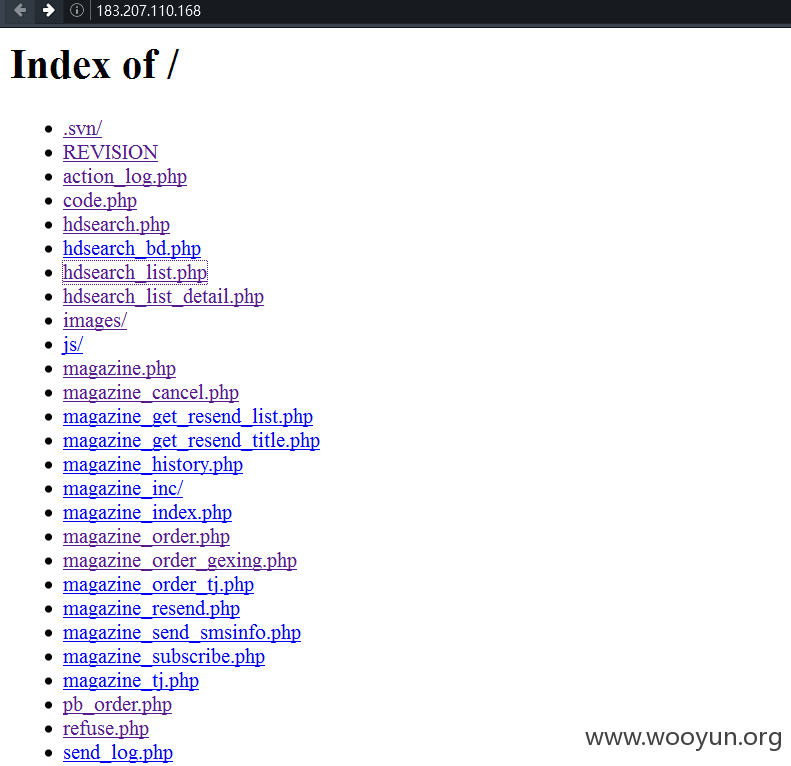 183.207.110.168
Index of /
.svn/
REVISION
action_log.php
code.php
hdsearch.php
hdsearch_bd.php
hdsearch_list.php
hdsearch_list_detail.php
images/
js/
magazine.php
magazine_cancel.php
magazine_get_resend_list.php
magazine_get_resend_title.php
magazine_history.php
magazine_inc/
magazine_index.php
magazine_order.php
magazine_order_gexing.php
magazine_order_tj.php
magazine_resend.php
magazine_send_smsinfo.php
magazine_subscribe.php
magazine_tj.php
pb_order.php
refuse.php
send_log.php
www.wooyun.org